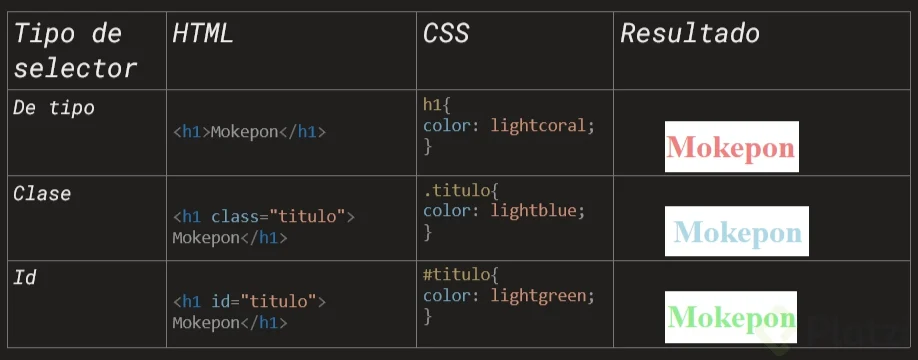 Tipo de
selector
HTML
CSS
Resultado
De tipo
<h1>Mokepon</h1>
h1{
color: lightcoral;
}
Mokepon
Clase
<h1 class="titulo">
Mokepon</h1>
.titulo{
color: lightblue;
}
Mokepon
Id
<h1 id="titulo">
Mokepon</h1>
#titulo{
color: lightgreen;
}
Mokepon